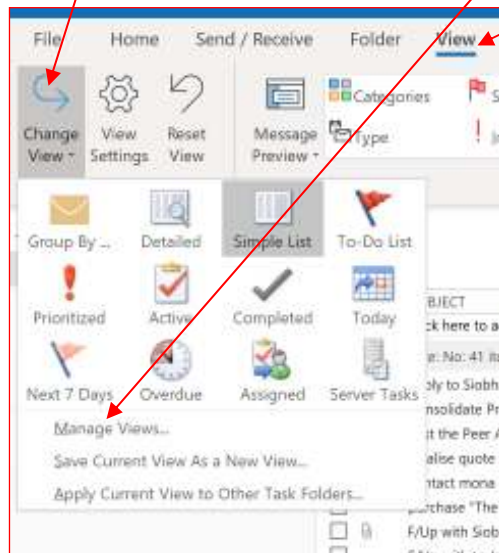 File Home Send / Receive Folder View
Change View View Settings Reset View Message Preview Categories Type
Group By ... Detailed Simple List To-Do List
Prioritized Active Completed Today
Next 7 Days Overdue Assigned Server Tasks
Manage Views...
Save Current View As a New View...
Apply Current View to Other Task Folders...
BJECT
ck here to a
e: No: 41 it
ply to Siobh
nsolidate Pr
t the Peer A
alise quote
ntact mona
purchase "The
F/Up with Siob